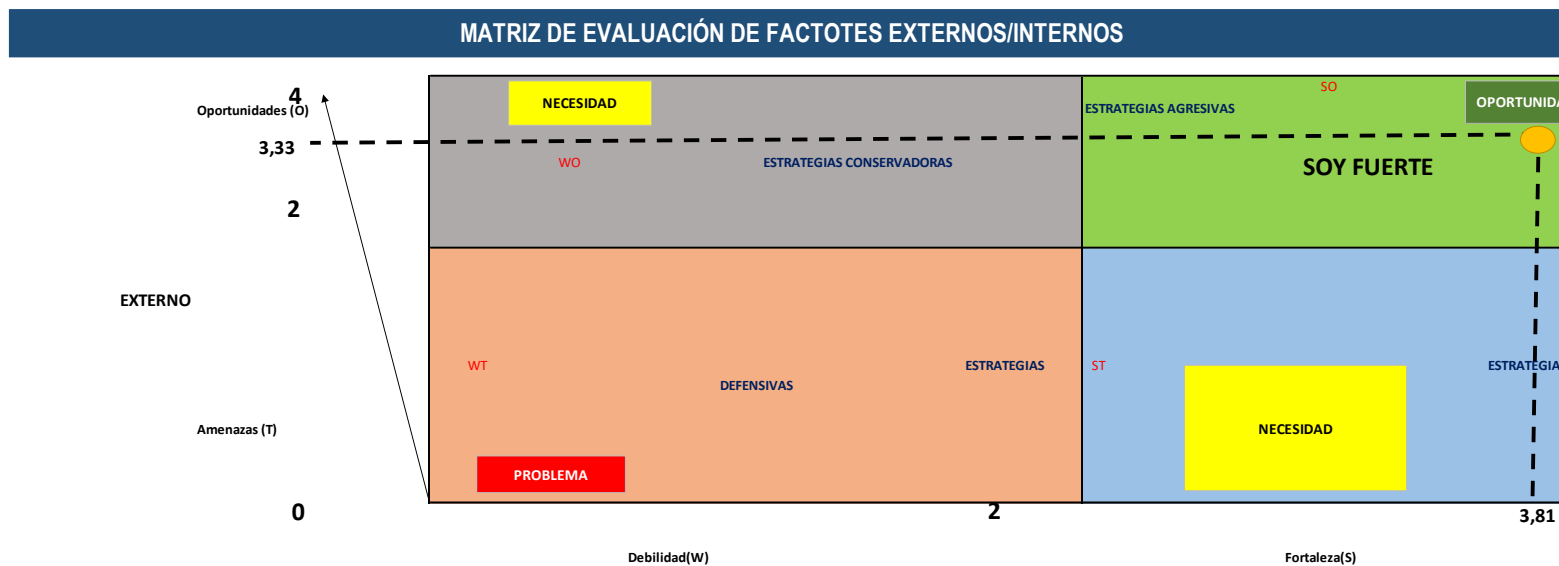 MATRIZ DE EVALUACIÓN DE FACTOTES EXTERNOS/INTERNOS
4
Oportunidades (O)
NECESIDAD
SO
ESTRATEGIAS AGRESIVAS
OPORTUNIDA
3,33
WO
ESTRATEGIAS CONSERVADORAS
SOY FUERTE
2
EXTERNO
WT
ESTRATEGIAS
DEFENSIVAS
ST
ESTRATEGIA
Amenazas (T)
NECESIDAD
PROBLEMA
0
2
3,81
Debilidad(W)
Fortaleza(S)